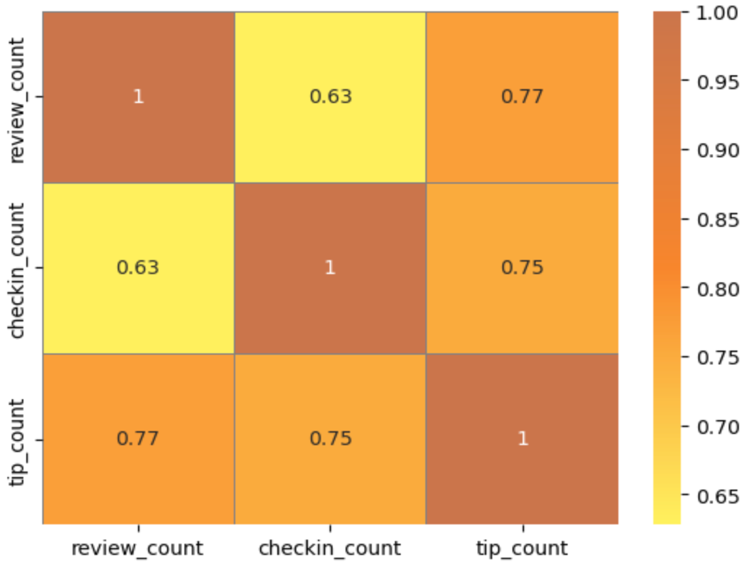 review_count
1 0.63 0.77
checkin_count
0.63 1 0.75
tip_count
0.77 0.75 1
review_count checkin_count tip_count
1.00
0.95
0.90
0.85
0.80
0.75
0.70
0.65